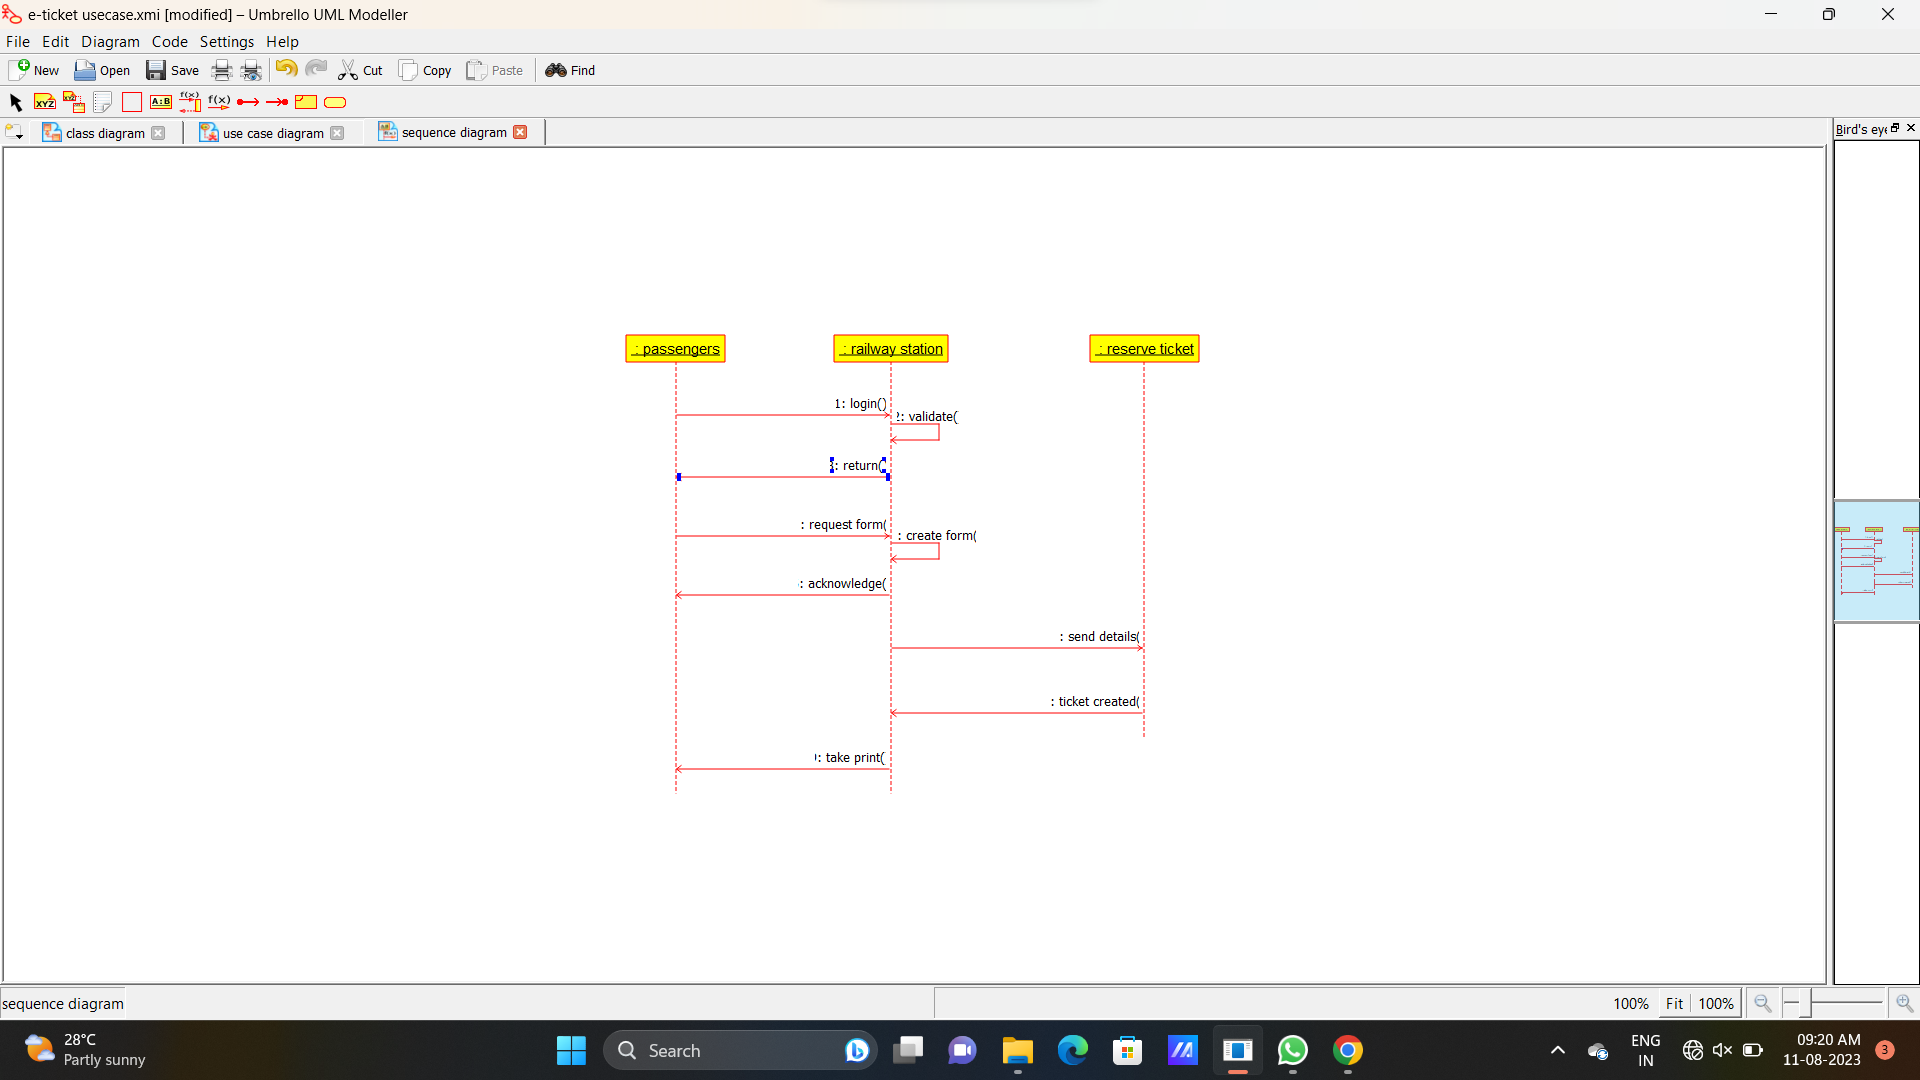 e-ticket usecase.xmi [modified] – Umbrello UML Modeller
File Edit Diagram Code Settings Help
New Open Save Cut Copy Paste Find
XYZ A:B f(x) f(x)
class diagram use case diagram sequence diagram
Bird's eye
: passengers : railway station : reserve ticket
1: login()
2: validate(
: return(
: request form(
: create form(
: acknowledge(
: send details(
: ticket created(
: take print(
sequence diagram
100% Fit 100%
28°C
Partly sunny
Search
ENG
IN
09:20 AM
11-08-2023
3